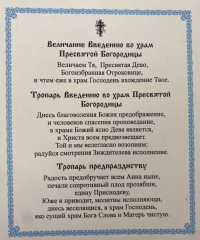 Величание Введению во храм
Пресвятой Богородицы
Величаем Тя, Пресвятая Дево,
Богоизбранная Отроковице,
и чтем еже в храм Господень вхождение Твое.
Тропарь Введению во храм Пресвятой
Богородицы
Днесь благоволения Божия предображение,
и человеков спасения проповедание,
в храме Божий ясно Дева является,
и Христа всем предвозвещает.
Той и мы велегласно возопиим:
радуйся смотрения Зиждителева исполнение.
Тропарь предпразднству
Радость предобручает всем Анна ныне,
печали сопротивный плод прозябши,
едину Приснодеву,
Юже и приводит, молитвы исполняющи,
днесь веселящися, в храм Господень,
яко сущий храм Бога Слова и Матерь чистую.